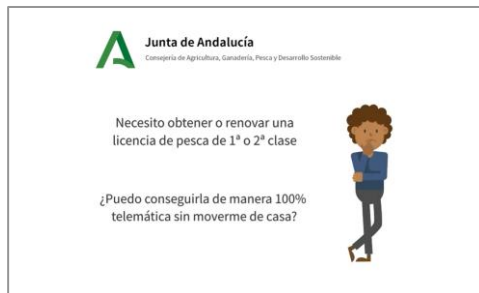 Junta de Andalucía
Consejería de Agricultura, Ganadería, Pesca y Desarrollo Sostenible
Necesito obtener o renovar una
licencia de pesca de 1ª o 2ª clase
¿Puedo conseguirla de manera 100%
telemática sin moverme de casa?